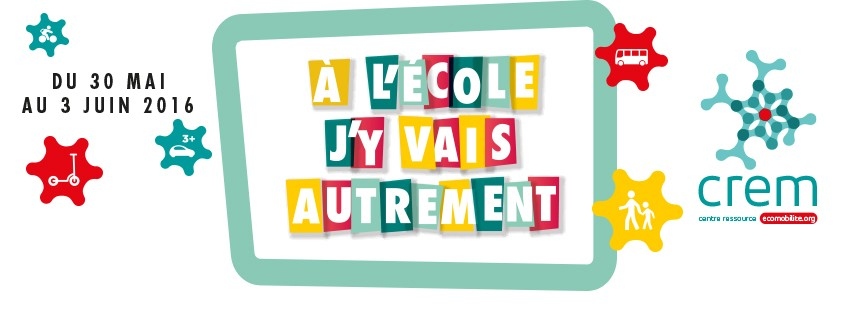 DU 30 MAI
AU 3 JUIN 2016
3+
À L'ÉCOLE
J'Y VAIS
AUTREMENT
crem
centre ressource ecomobilite.org